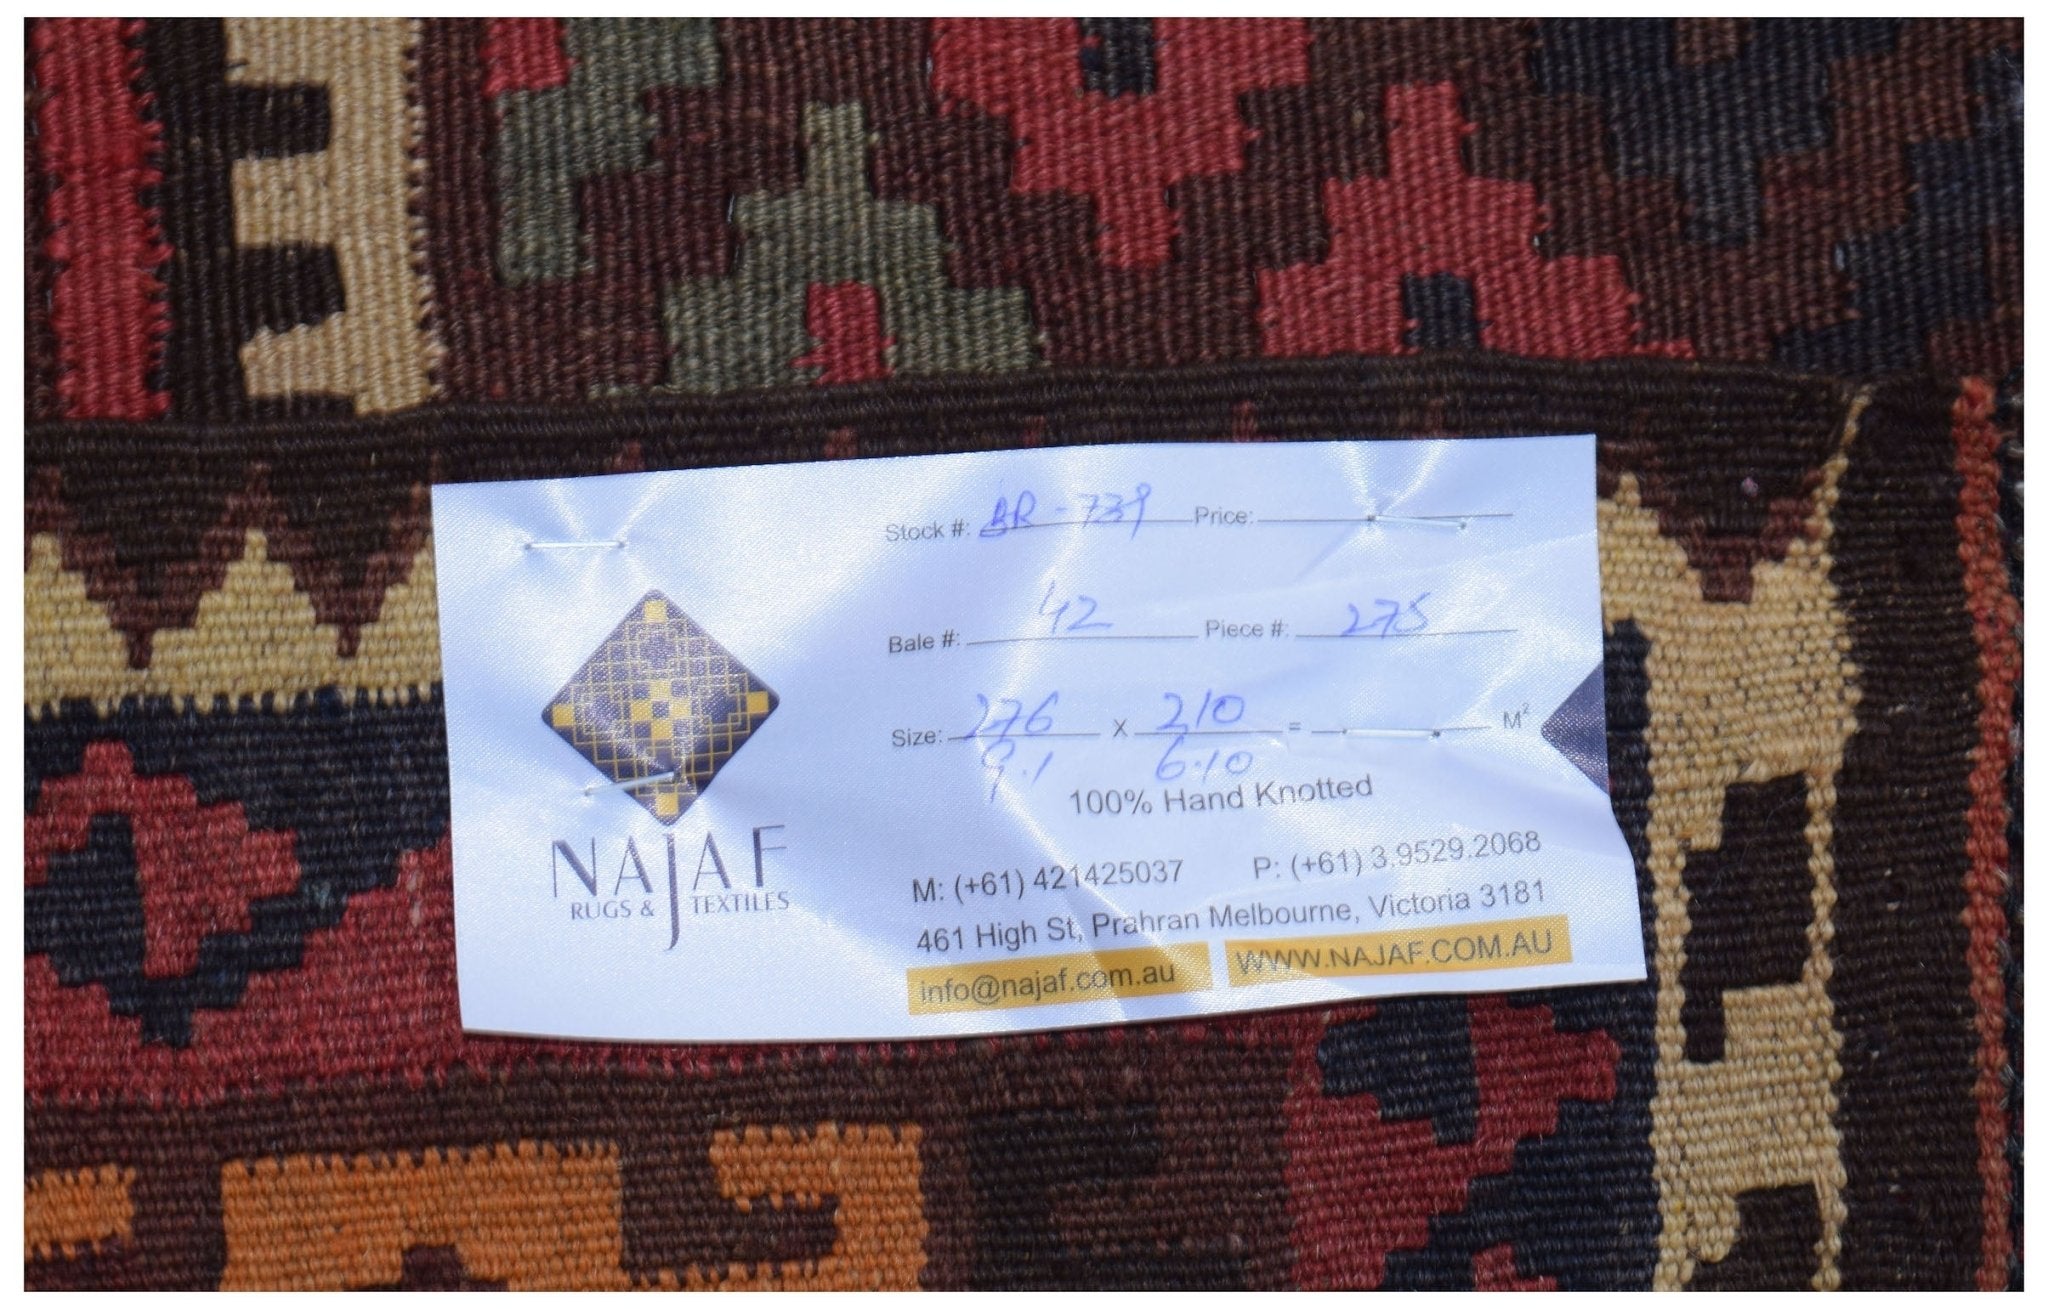 NAJAF
RUGS & TEXTILES
Stock #: BR-739 Price:
Bale #: 42 Piece #: 275
Size: 276 x 210 = M²
9.1 6.10
100% Hand Knotted
M: (+61) 421425037 P: (+61) 3.9529.2068
461 High St, Prahran Melbourne, Victoria 3181
info@najaf.com.au WWW.NAJAF.COM.AU